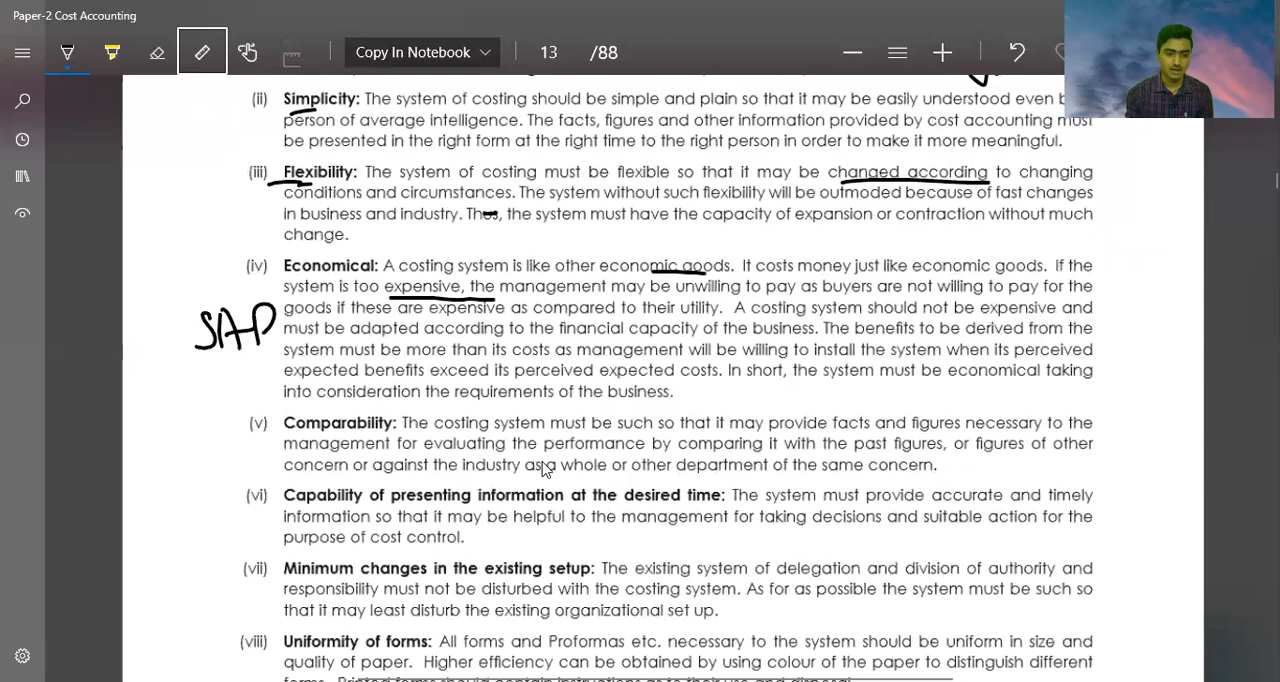 Paper-2 Cost Accounting
Copy In Notebook
13 /88
(ii) Simplicity: The system of costing should be simple and plain so that it may be easily understood even
person of average intelligence. The facts, figures and other information provided by cost accounting must
be presented in the right form at the right time to the right person in order to make it more meaningful.
(iii) Flexibility: The system of costing must be flexible so that it may be changed according to changing
conditions and circumstances. The system without such flexibility will be outmoded because of fast changes
in business and industry. Thus, the system must have the capacity of expansion or contraction without much
change.
(iv) Economical: A costing system is like other economic goods. It costs money just like economic goods. If the
system is too expensive, the management may be unwilling to pay as buyers are not willing to pay for the
goods if these are expensive as compared to their utility. A costing system should not be expensive and
SAP
must be adapted according to the financial capacity of the business. The benefits to be derived from the
system must be more than its costs as management will be willing to install the system when its perceived
expected benefits exceed its perceived expected costs. In short, the system must be economical taking
into consideration the requirements of the business.
(v) Comparability: The costing system must be such so that it may provide facts and figures necessary to the
management for evaluating the performance by comparing it with the past figures, or figures of other
concern or against the industry as a whole or other department of the same concern.
(vi) Capability of presenting information at the desired time: The system must provide accurate and timely
information so that it may be helpful to the management for taking decisions and suitable action for the
purpose of cost control.
(vii) Minimum changes in the existing setup: The existing system of delegation and division of authority and
responsibility must not be disturbed with the costing system. As for as possible the system must be such so
that it may least disturb the existing organizational set up.
(viii) Uniformity of forms: All forms and Proformas etc. necessary to the system should be uniform in size and
quality of paper. Higher efficiency can be obtained by using colour of the paper to distinguish different